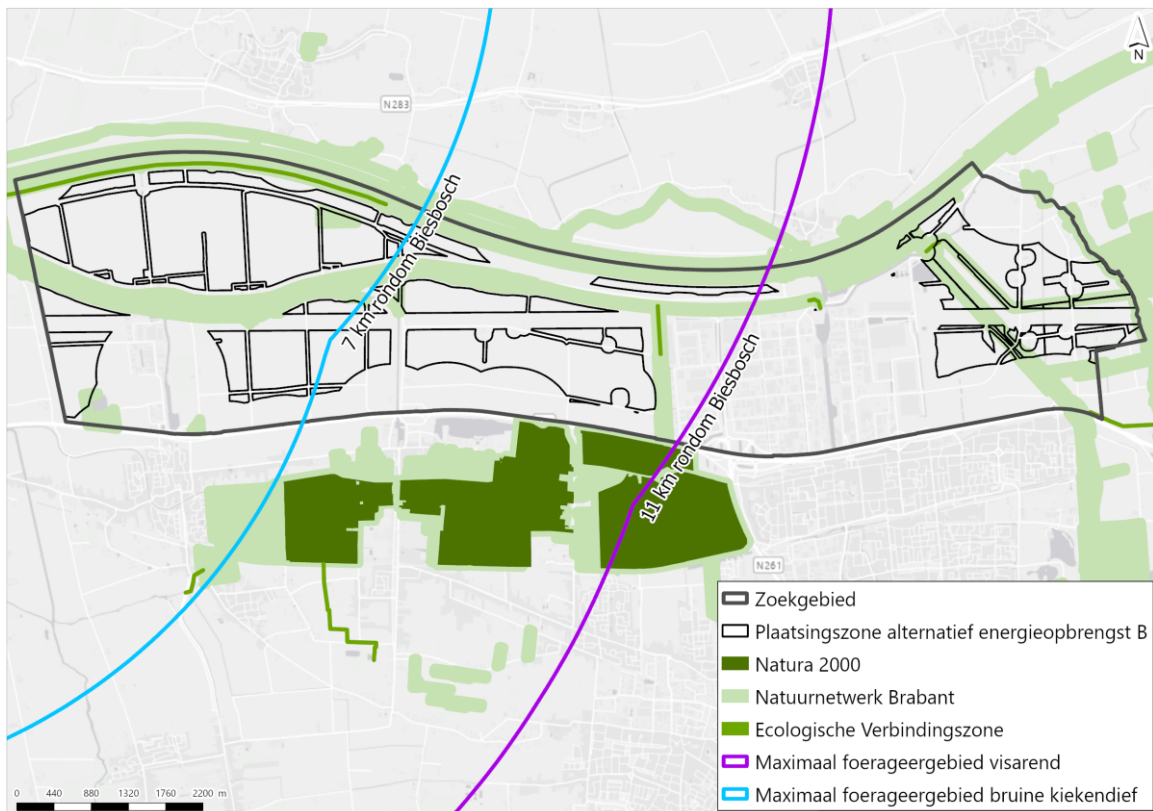 N
N283
7 km rondom Biesbosch
11 km rondom Biesbosch
N261
Zoekgebied
Plaatsingszone alternatief energieopbrengst B
Natura 2000
Natuurnetwerk Brabant
Ecologische Verbindingszone
Maximaal foerageergebied visarend
Maximaal foerageergebied bruine kiekendief
0 440 880 1320 1760 2200 m